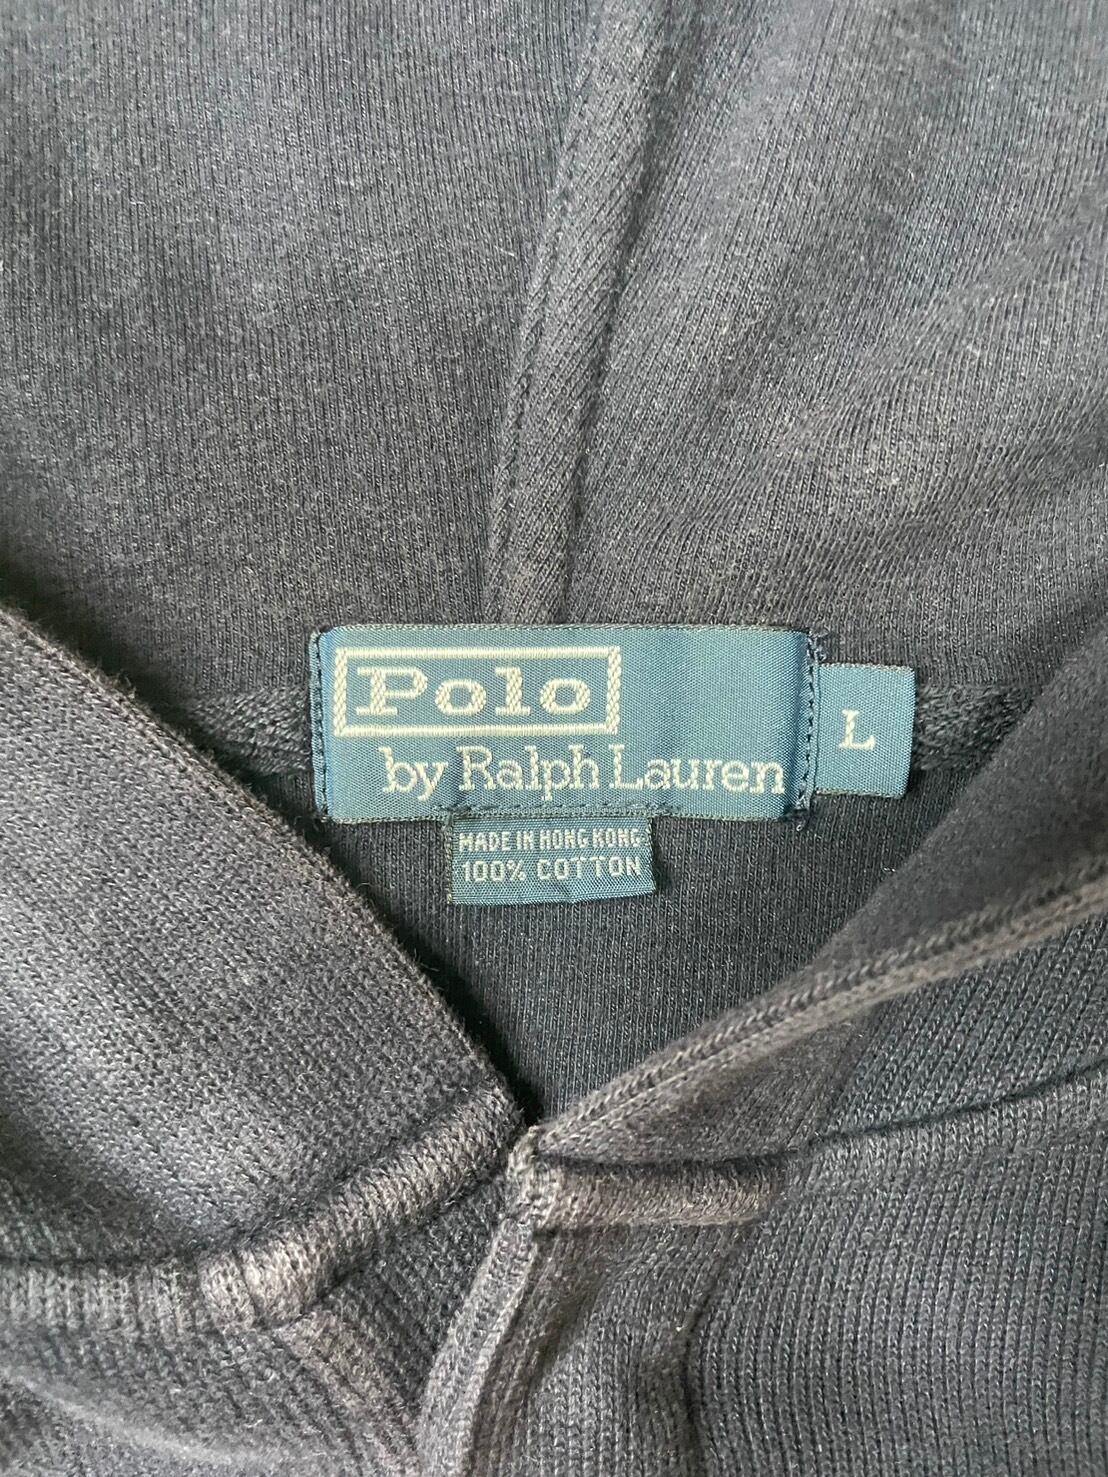 Polo
by Ralph Lauren
L
MADE IN HONG KONG
100% COTTON